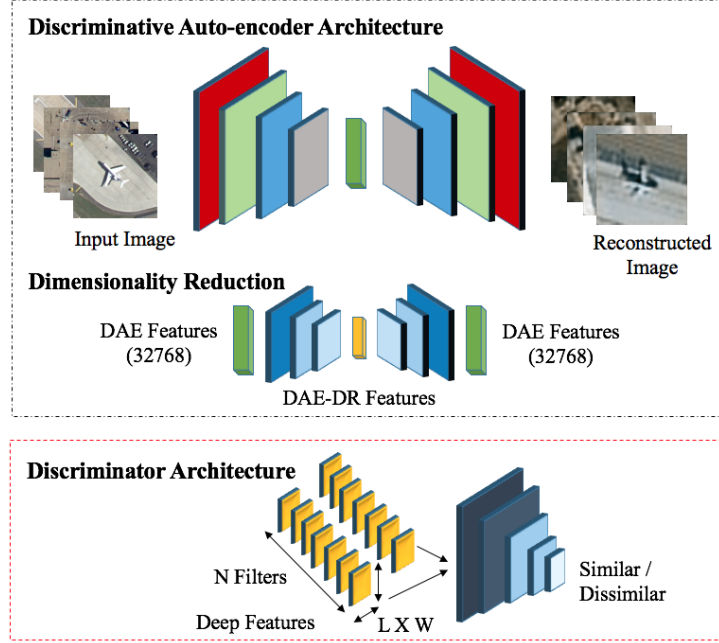 Discriminative Auto-encoder Architecture
Input Image
Reconstructed
Image
Dimensionality Reduction
DAE Features
(32768)
DAE Features
(32768)
DAE-DR Features
Discriminator Architecture
N Filters
Deep Features
L X W
Similar /
Dissimilar